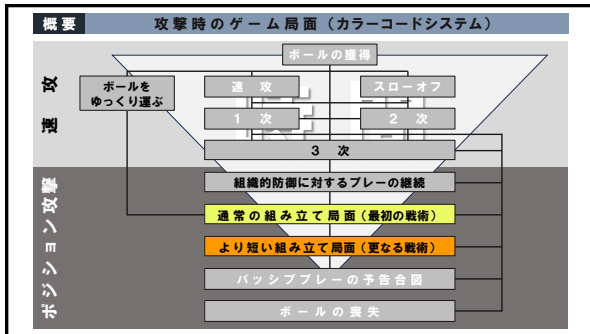 概要
攻撃時のゲーム局面（カラーコードシステム）
ボールの獲得
攻
速
ボールを
ゆっくり運ぶ
速 攻
スローオフ
1 次
2 次
3 次
ポジション攻撃
組織的防御に対するプレーの継続
通常の組み立て局面（最初の戦術）
より短い組み立て局面（更なる戦術）
パッシブプレーの予告合図
ボールの喪失